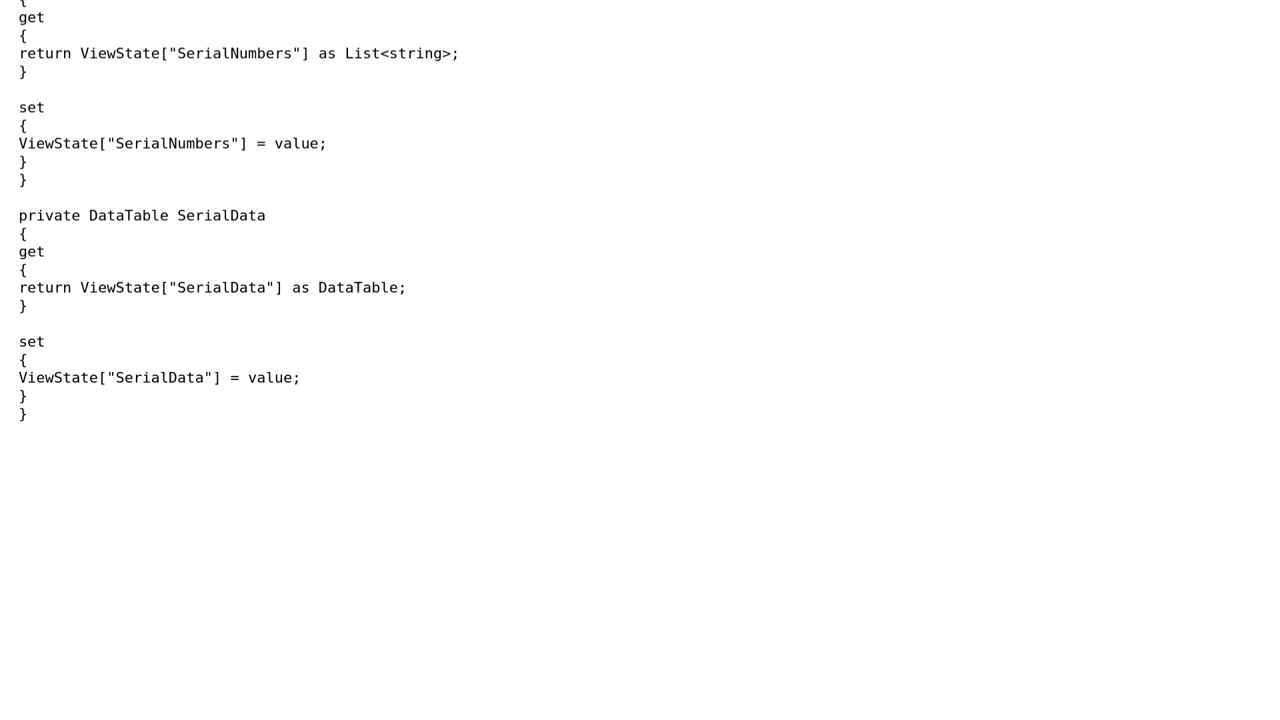 {
get
{
return ViewState["SerialNumbers"] as List<string>;
}
set
{
ViewState["SerialNumbers"] = value;
}
}
private DataTable SerialData
{
get
{
return ViewState["SerialData"] as DataTable;
}
set
{
ViewState["SerialData"] = value;
}
}